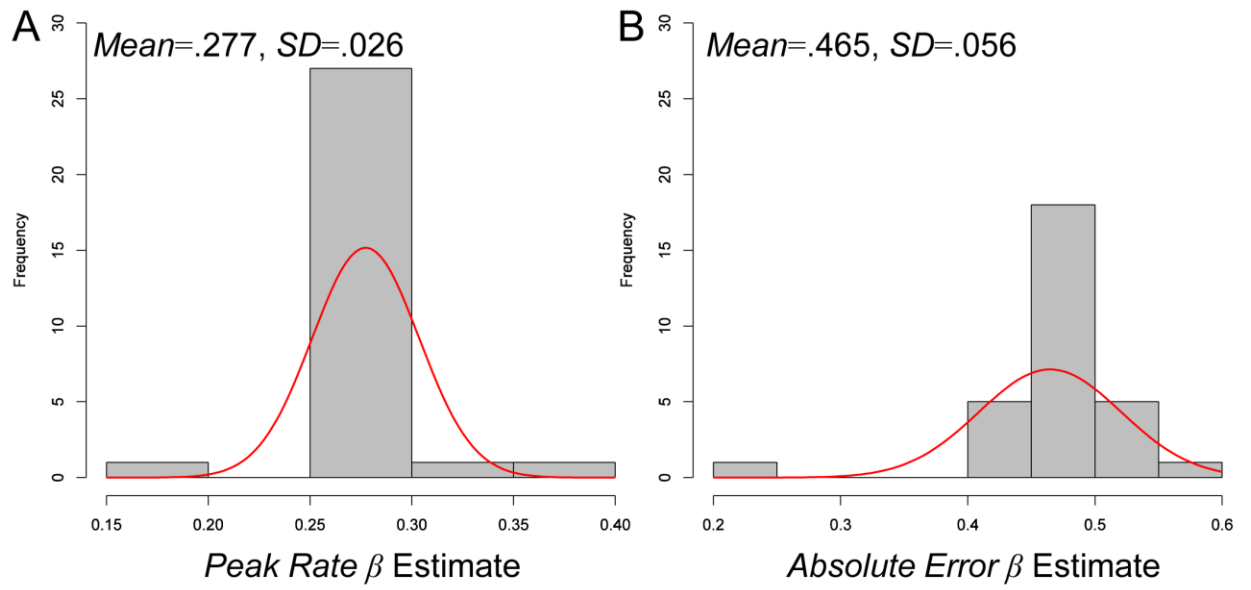 A
Mean=.277, SD=.026
30
25
20
15
10
5
0
Frequency
0.15 0.20 0.25 0.30 0.35 0.40
Peak Rate β Estimate
B
Mean=.465, SD=.056
30
25
20
15
10
5
0
Frequency
0.2 0.3 0.4 0.5 0.6
Absolute Error β Estimate